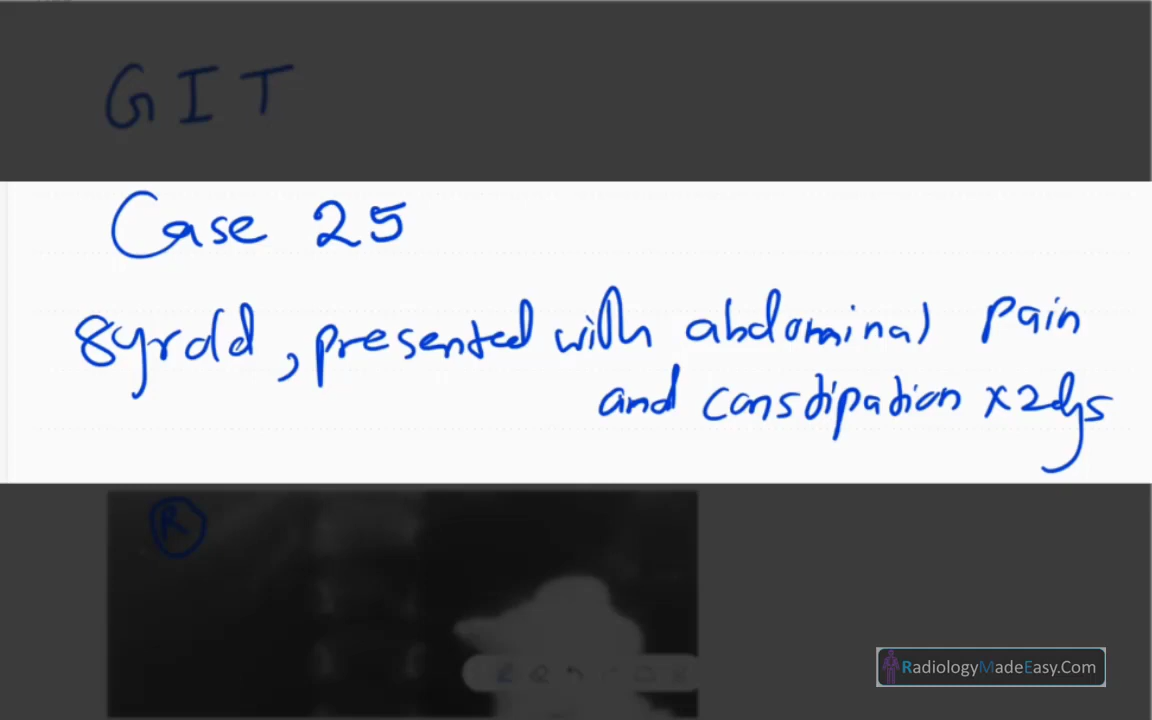 GIT
Case 25
8yrold, presented with abdominal pain
and constipation x2dys
R
RadiologyMadeEasy.Com